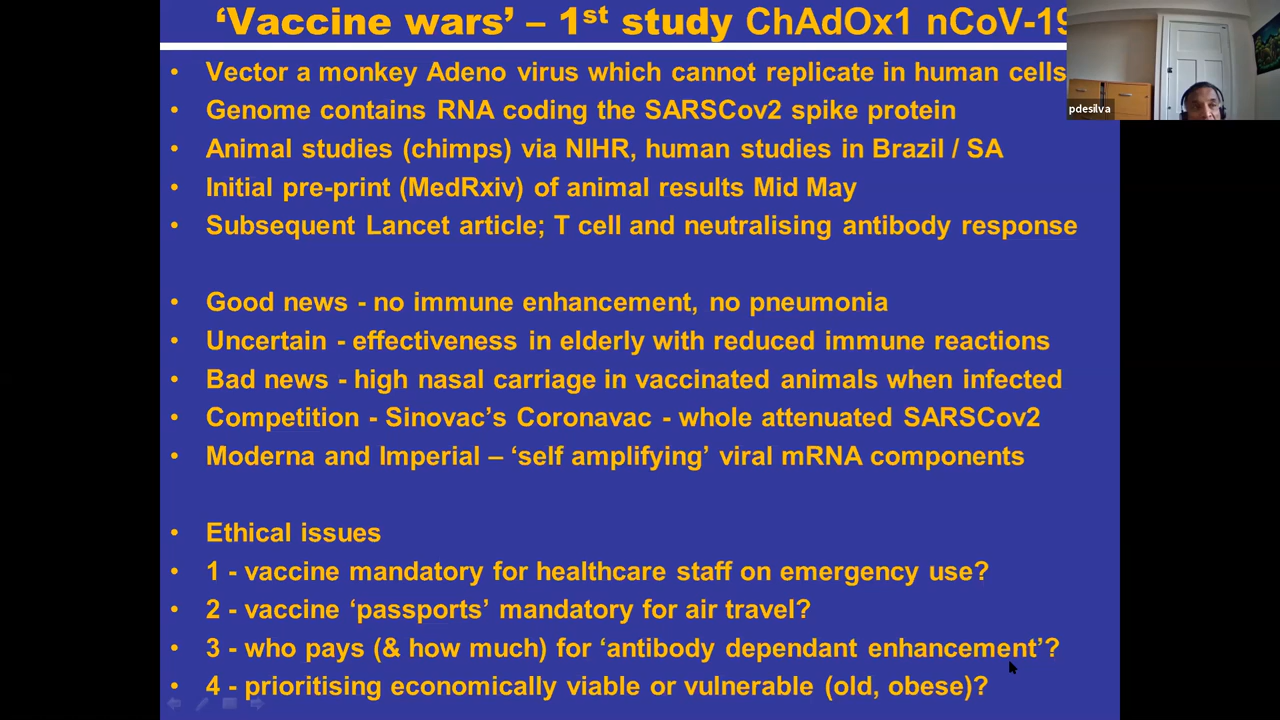 ‘Vaccine wars’ – 1st study ChAdOx1 nCoV-19
pdesilva
• Vector a monkey Adeno virus which cannot replicate in human cells
• Genome contains RNA coding the SARSCov2 spike protein
• Animal studies (chimps) via NIHR, human studies in Brazil / SA
• Initial pre-print (MedRxiv) of animal results Mid May
• Subsequent Lancet article; T cell and neutralising antibody response
• Good news - no immune enhancement, no pneumonia
• Uncertain - effectiveness in elderly with reduced immune reactions
• Bad news - high nasal carriage in vaccinated animals when infected
• Competition - Sinovac’s Coronavac - whole attenuated SARSCov2
• Moderna and Imperial – ‘self amplifying’ viral mRNA components
• Ethical issues
• 1 - vaccine mandatory for healthcare staff on emergency use?
• 2 - vaccine ‘passports’ mandatory for air travel?
• 3 - who pays (& how much) for ‘antibody dependant enhancement’?
• 4 - prioritising economically viable or vulnerable (old, obese)?